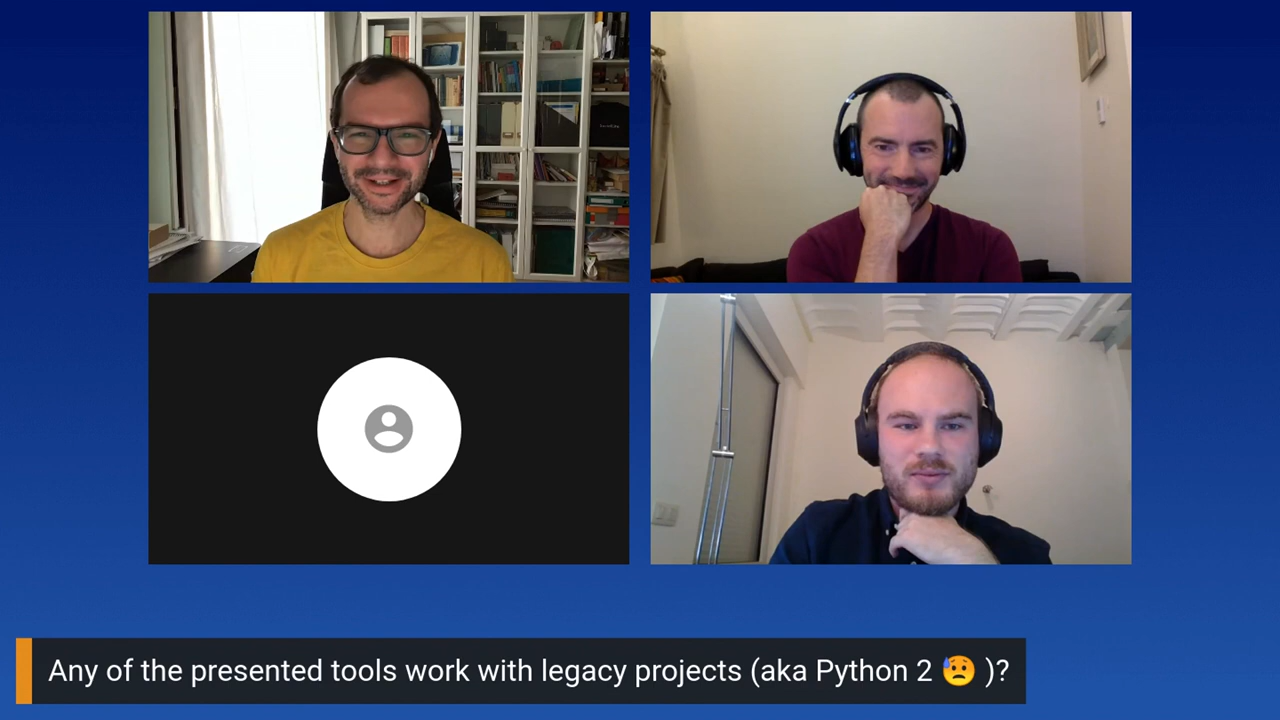 Any of the presented tools work with legacy projects (aka Python 2 😥 )?